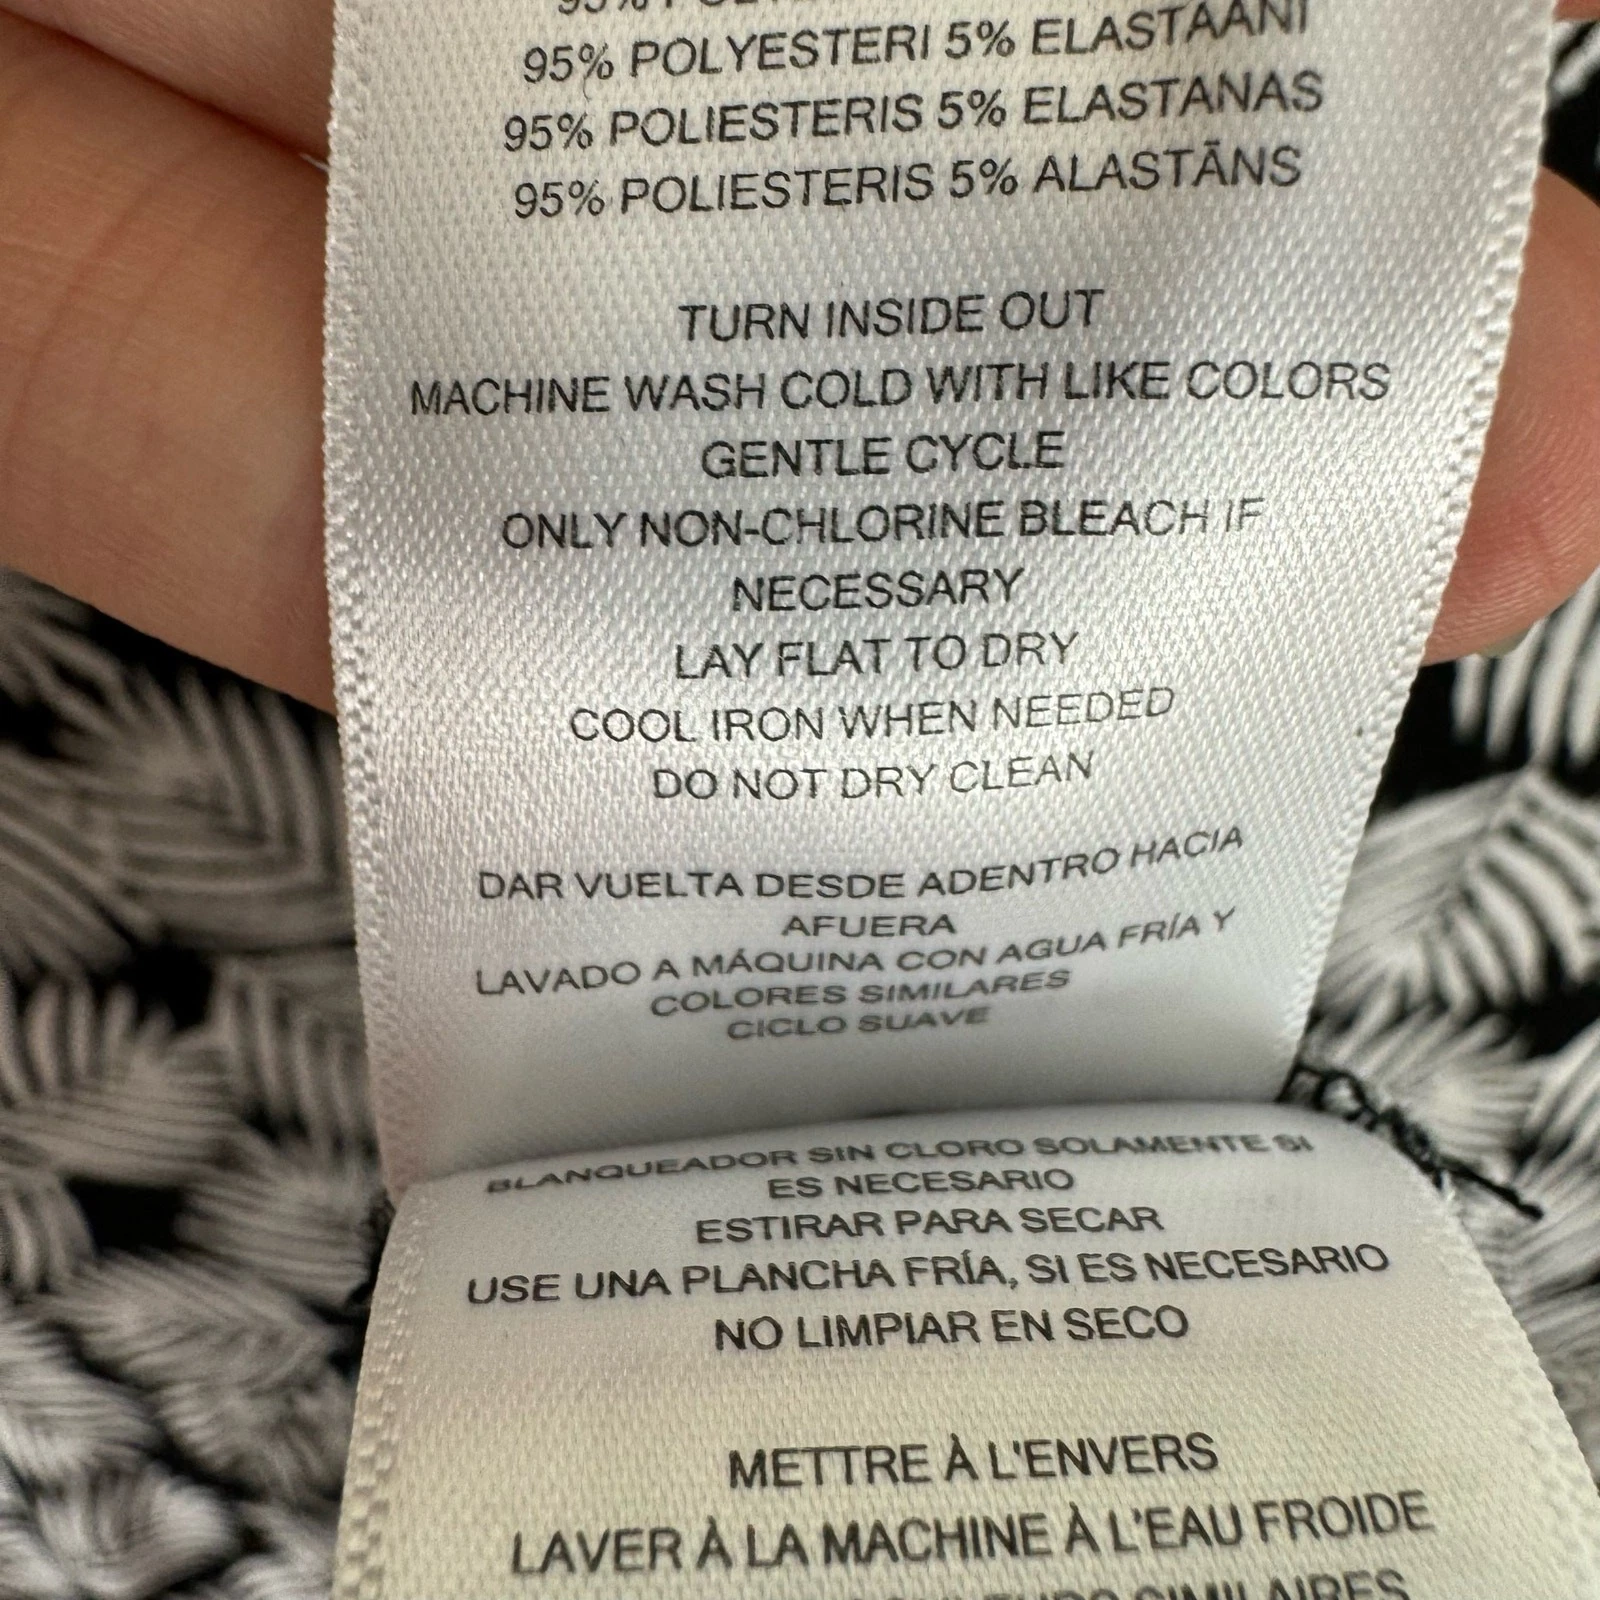 95% POLYESTERI 5% ELASTAANI
95% POLIESTERIS 5% ELASTANAS
95% POLIESTERIS 5% ALASTĀNS
TURN INSIDE OUT
MACHINE WASH COLD WITH LIKE COLORS
GENTLE CYCLE
ONLY NON-CHLORINE BLEACH IF
NECESSARY
LAY FLAT TO DRY
COOL IRON WHEN NEEDED
DO NOT DRY CLEAN
DAR VUELTA DESDE ADENTRO HACIA
AFUERA
LAVADO A MÁQUINA CON AGUA FRÍA Y
COLORES SIMILARES
CICLO SUAVE
BLANQUEADOR SIN CLORO SOLAMENTE SI
ES NECESARIO
ESTIRAR PARA SECAR
USE UNA PLANCHA FRÍA, SI ES NECESARIO
NO LIMPIAR EN SECO
METTRE À L'ENVERS
LAVER À LA MACHINE À L'EAU FROIDE
SIMILAIRES